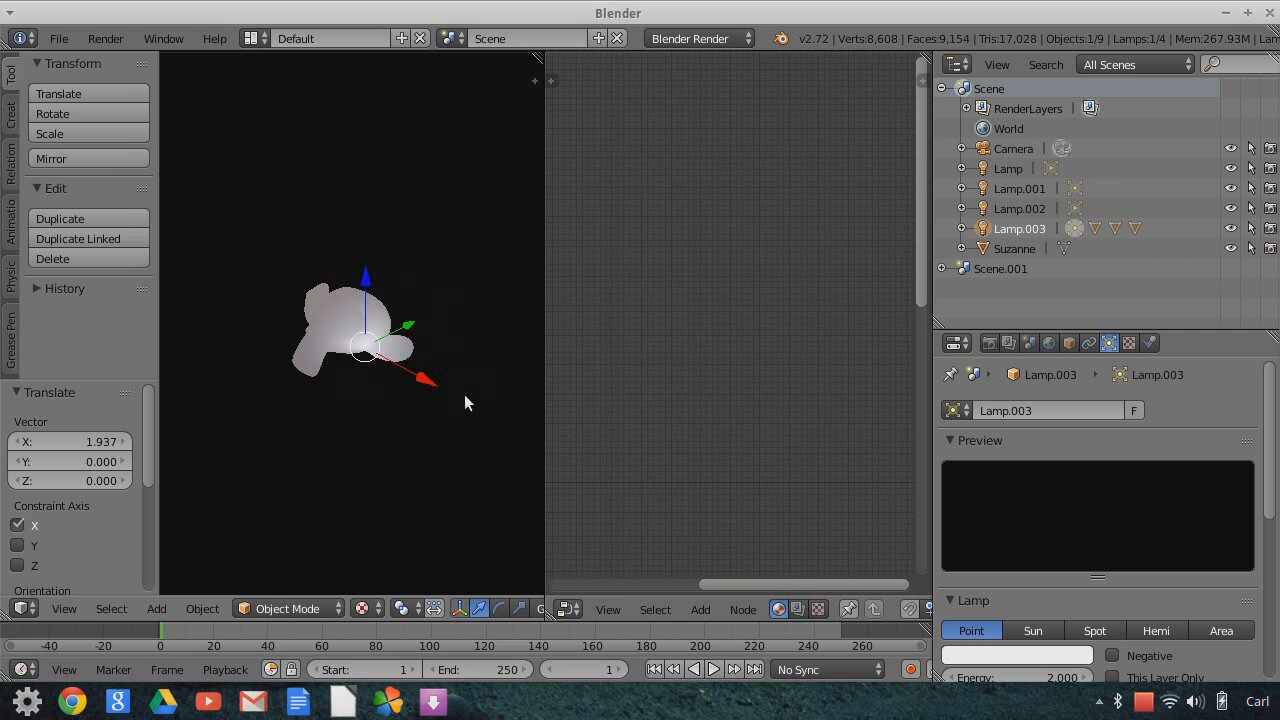 Blender
File Render Window Help Default Scene Blender Render v2.72 | Verts:8,608 | Faces:9,154 | Tris:17,028 | Objects:1/9 | Lamps:1/4 | Mem:267.93M | Lam
Tool
Creat
Relation
Animatio
Physic
Grease Pen
Transform
Translate
Rotate
Scale
Mirror
Edit
Duplicate
Duplicate Linked
Delete
History
Translate
Vector
X: 1.937
Y: 0.000
Z: 0.000
Constraint Axis
X
Y
Z
Orientation
View Select Add Object Object Mode G
View Select Add Node
View Search All Scenes
Scene
RenderLayers |
World
Camera |
Lamp |
Lamp.001 |
Lamp.002 |
Lamp.003 |
Suzanne |
Scene.001
Lamp.003 Lamp.003
Lamp.003 F
Preview
Lamp
Point Sun Spot Hemi Area
Negative
Energy: 2.000 This Layer Only
-40 -20 0 20 40 60 80 100 120 140 160 180 200 220 240 260
View Marker Frame Playback Start: 1 End: 250 1 No Sync
Carl